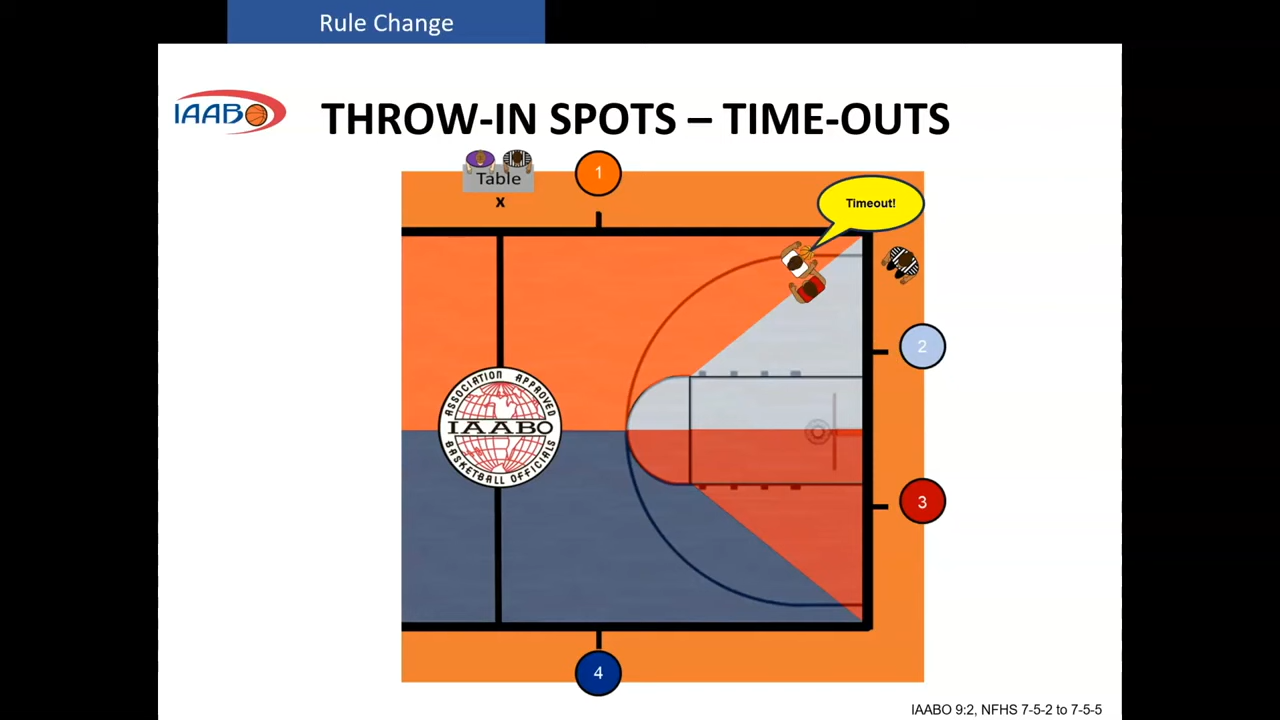 Rule Change
IAABO
THROW-IN SPOTS – TIME-OUTS
Table
x
1
Timeout!
2
ASSOCIATION APPROVED
IAABO
BASKETBALL OFFICIALS
3
4
IAABO 9:2, NFHS 7-5-2 to 7-5-5